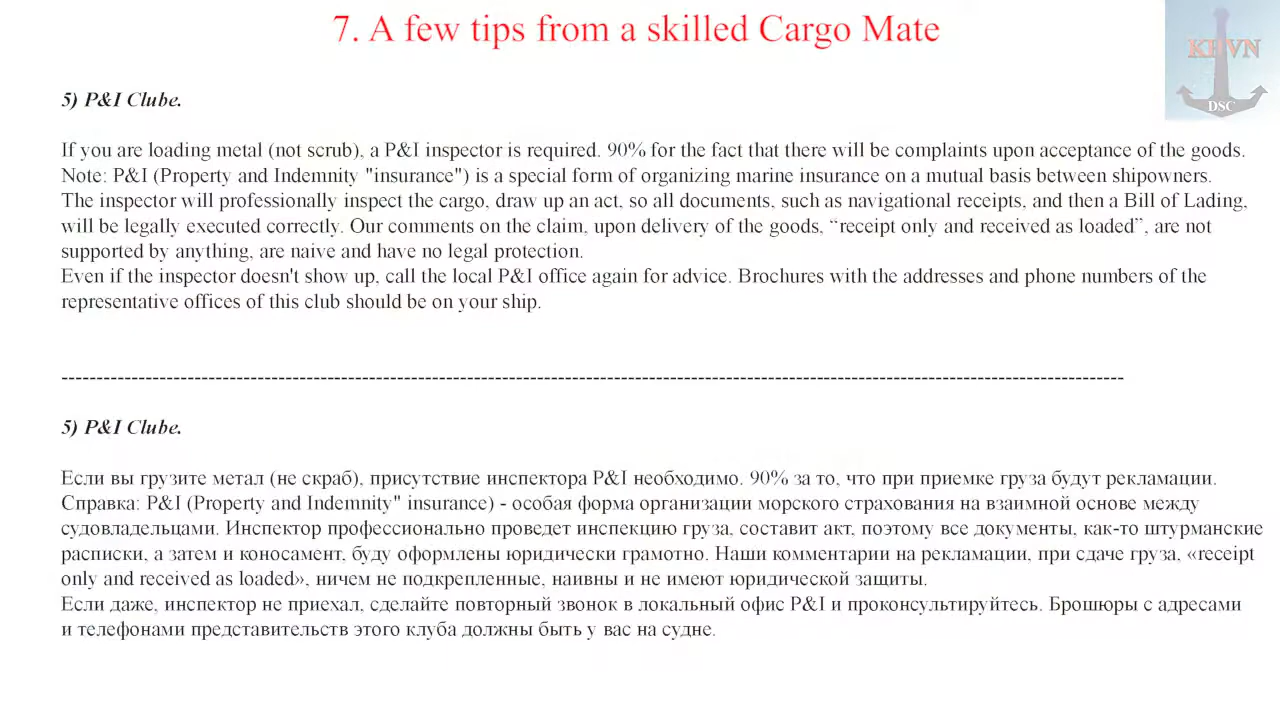 7. A few tips from a skilled Cargo Mate
KHVN
DSC
5) P&I Clube.
If you are loading metal (not scrub), a P&I inspector is required. 90% for the fact that there will be complaints upon acceptance of the goods.
Note: P&I (Property and Indemnity "insurance") is a special form of organizing marine insurance on a mutual basis between shipowners.
The inspector will professionally inspect the cargo, draw up an act, so all documents, such as navigational receipts, and then a Bill of Lading,
will be legally executed correctly. Our comments on the claim, upon delivery of the goods, “receipt only and received as loaded”, are not
supported by anything, are naive and have no legal protection.
Even if the inspector doesn't show up, call the local P&I office again for advice. Brochures with the addresses and phone numbers of the
representative offices of this club should be on your ship.
--------------------------------------------------------------------------------------------------------------------------------------------------------
5) P&I Clube.
Если вы грузите метал (не скраб), присутствие инспектора P&I необходимо. 90% за то, что при приемке груза будут рекламации.
Справка: P&I (Property and Indemnity" insurance) - особая форма организации морского страхования на взаимной основе между
судовладельцами. Инспектор профессионально проведет инспекцию груза, составит акт, поэтому все документы, как-то штурманские
расписки, а затем и коносамент, буду оформлены юридически грамотно. Наши комментарии на рекламации, при сдаче груза, «receipt
only and received as loaded», ничем не подкрепленные, наивны и не имеют юридической защиты.
Если даже, инспектор не приехал, сделайте повторный звонок в локальный офис P&I и проконсультируйтесь. Брошюры с адресами
и телефонами представительств этого клуба должны быть у вас на судне.